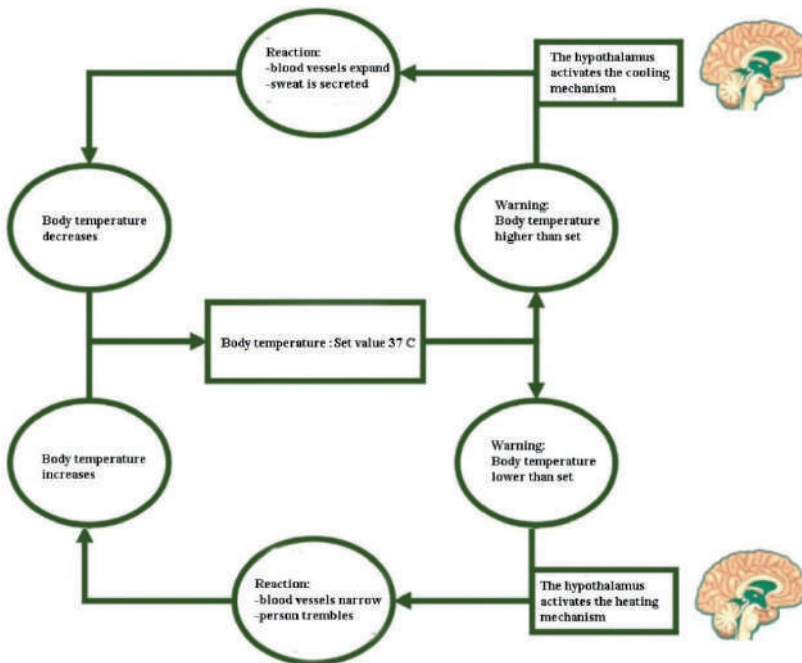 Reaction:
-blood vessels expand
-sweat is secreted
The hypothalamus
activates the cooling
mechanism
Body temperature
decreases
Warning:
Body temperature
higher than set
Body temperature : Set value 37 C
Body temperature
increases
Warning:
Body temperature
lower than set
Reaction:
-blood vessels narrow
-person trembles
The hypothalamus
activates the heating
mechanism